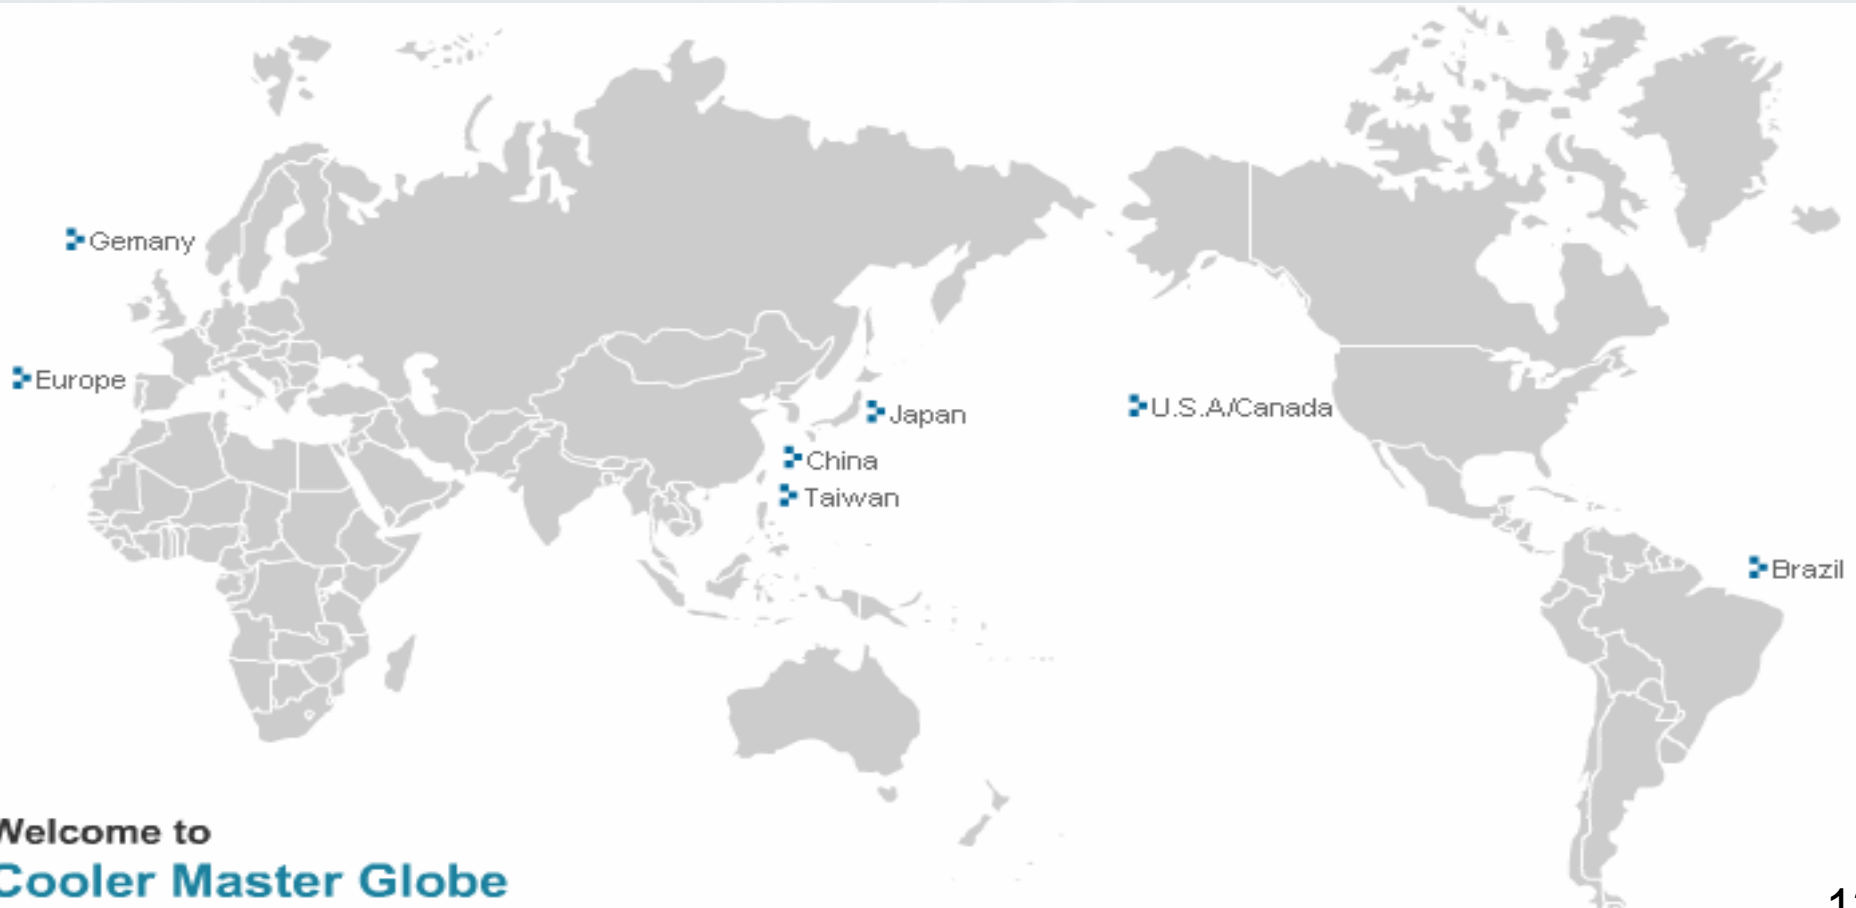 Gemany
Europe
Japan
U.S.A/Canada
China
Taiwan
Brazil
Welcome to
Cooler Master Globe